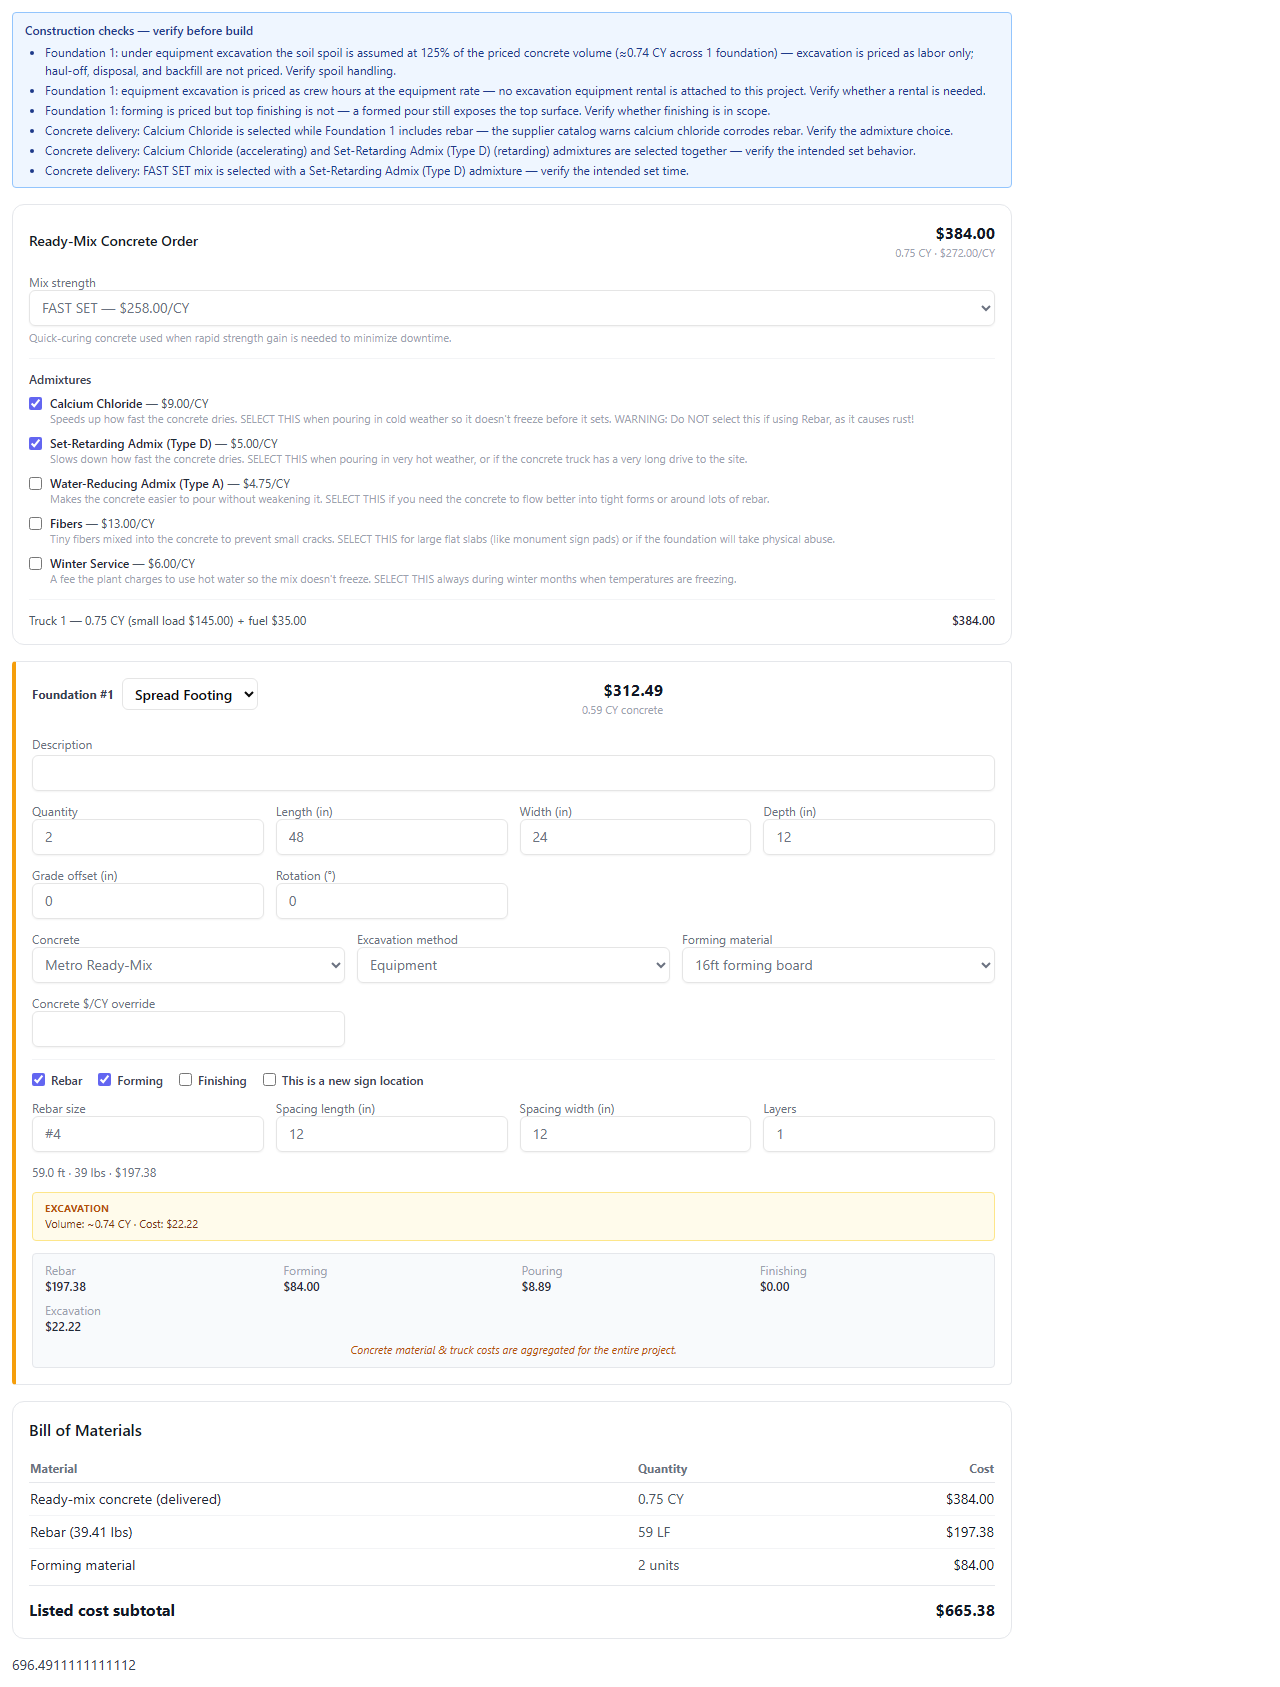 Construction checks — verify before build
• Foundation 1: under equipment excavation the soil spoil is assumed at 125% of the priced concrete volume (≈0.74 CY across 1 foundation) — excavation is priced as labor only;
haul-off, disposal, and backfill are not priced. Verify spoil handling.
• Foundation 1: equipment excavation is priced as crew hours at the equipment rate — no excavation equipment rental is attached to this project. Verify whether a rental is needed.
• Foundation 1: forming is priced but top finishing is not — a formed pour still exposes the top surface. Verify whether finishing is in scope.
• Concrete delivery: Calcium Chloride is selected while Foundation 1 includes rebar — the supplier catalog warns calcium chloride corrodes rebar. Verify the admixture choice.
• Concrete delivery: Calcium Chloride (accelerating) and Set-Retarding Admix (Type D) (retarding) admixtures are selected together — verify the intended set behavior.
• Concrete delivery: FAST SET mix is selected with a Set-Retarding Admix (Type D) admixture — verify the intended set time.
Ready-Mix Concrete Order
$384.00
0.75 CY · $272.00/CY
Mix strength
FAST SET — $258.00/CY
Quick-curing concrete used when rapid strength gain is needed to minimize downtime.
Admixtures
Calcium Chloride — $9.00/CY
Speeds up how fast the concrete dries. SELECT THIS when pouring in cold weather so it doesn't freeze before it sets. WARNING: Do NOT select this if using Rebar, as it causes rust!
Set-Retarding Admix (Type D) — $5.00/CY
Slows down how fast the concrete dries. SELECT THIS when pouring in very hot weather, or if the concrete truck has a very long drive to the site.
Water-Reducing Admix (Type A) — $4.75/CY
Makes the concrete easier to pour without weakening it. SELECT THIS if you need the concrete to flow better into tight forms or around lots of rebar.
Fibers — $13.00/CY
Tiny fibers mixed into the concrete to prevent small cracks. SELECT THIS for large flat slabs (like monument sign pads) or if the foundation will take physical abuse.
Winter Service — $6.00/CY
A fee the plant charges to use hot water so the mix doesn't freeze. SELECT THIS always during winter months when temperatures are freezing.
Truck 1 — 0.75 CY (small load $145.00) + fuel $35.00 $384.00
Foundation #1 Spread Footing
$312.49
0.59 CY concrete
Description
Quantity Length (in) Width (in) Depth (in)
2 48 24 12
Grade offset (in) Rotation (°)
0 0
Concrete Excavation method Forming material
Metro Ready-Mix Equipment 16ft forming board
Concrete $/CY override
Rebar Forming Finishing This is a new sign location
Rebar size Spacing length (in) Spacing width (in) Layers
#4 12 12 1
59.0 ft · 39 lbs · $197.38
EXCAVATION
Volume: ~0.74 CY · Cost: $22.22
Rebar Forming Pouring Finishing
$197.38 $84.00 $8.89 $0.00
Excavation
$22.22
Concrete material & truck costs are aggregated for the entire project.
Bill of Materials
Material Quantity Cost
Ready-mix concrete (delivered) 0.75 CY $384.00
Rebar (39.41 lbs) 59 LF $197.38
Forming material 2 units $84.00
Listed cost subtotal $665.38
696.4911111111112